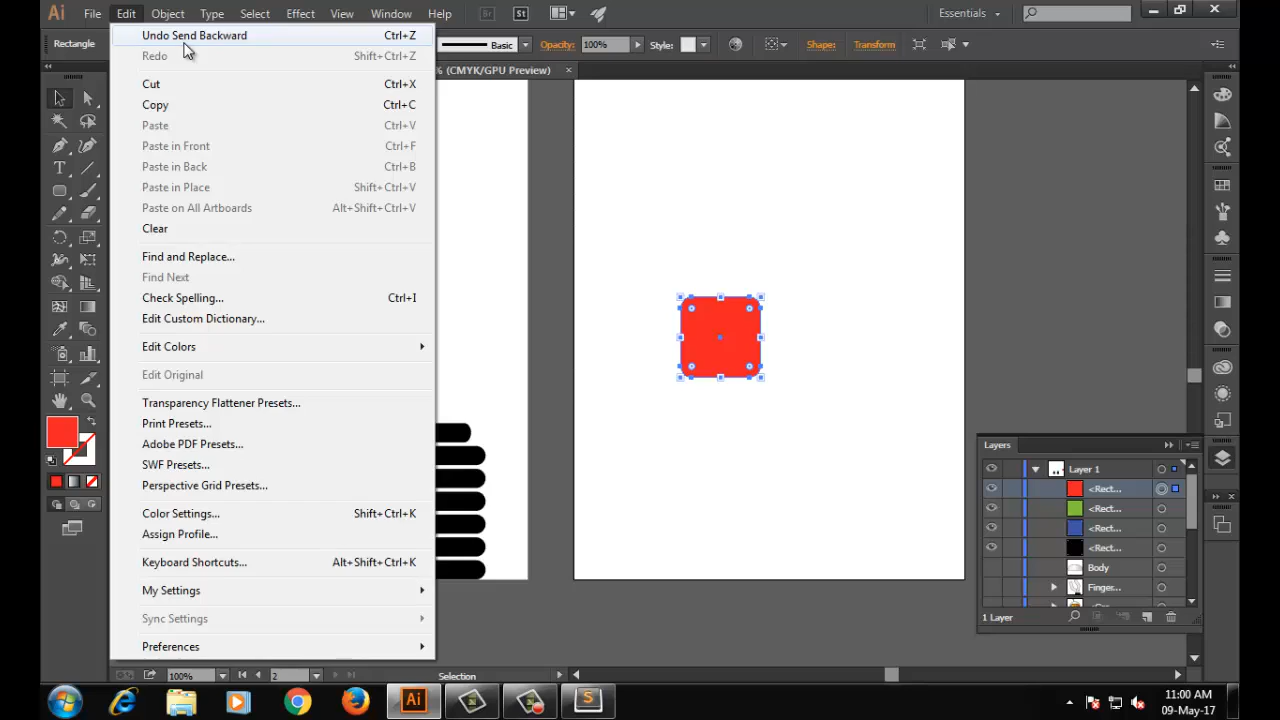 Ai File Edit Object Type Select Effect View Window Help Br St Essentials
Rectangle Basic Opacity: 100% Style: Shape: Transform
% (CMYK/GPU Preview) ×
Undo Send Backward Ctrl+Z
Redo Shift+Ctrl+Z
Cut Ctrl+X
Copy Ctrl+C
Paste Ctrl+V
Paste in Front Ctrl+F
Paste in Back Ctrl+B
Paste in Place Shift+Ctrl+V
Paste on All Artboards Alt+Shift+Ctrl+V
Clear
Find and Replace...
Find Next
Check Spelling... Ctrl+I
Edit Custom Dictionary...
Edit Colors
Edit Original
Transparency Flattener Presets...
Print Presets...
Adobe PDF Presets...
SWF Presets...
Perspective Grid Presets...
Color Settings... Shift+Ctrl+K
Assign Profile...
Keyboard Shortcuts... Alt+Shift+Ctrl+K
My Settings
Sync Settings
Preferences
Layers
Layer 1
<Rect...
<Rect...
<Rect...
<Rect...
Body
Finger...
1 Layer
100% 2 Selection
Ai S 11:00 AM
09-May-17